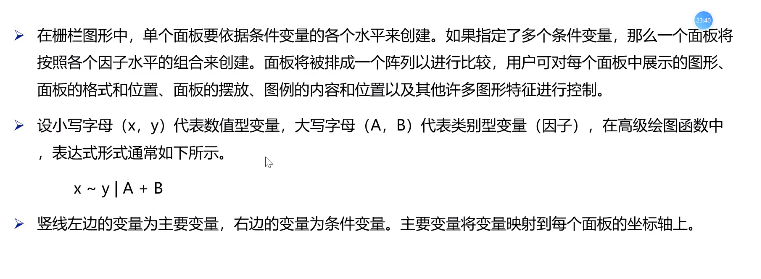 23:45
在栅栏图形中，单个面板要依据条件变量的各个水平来创建。如果指定了多个条件变量，那么一个面板将
按照各个因子水平的组合来创建。面板将被排成一个阵列以进行比较，用户可对每个面板中展示的图形、
面板的格式和位置、面板的摆放、图例的内容和位置以及其他许多图形特征进行控制。
设小写字母（x，y）代表数值型变量，大写字母（A，B）代表类别型变量（因子），在高级绘图函数中
，表达式形式通常如下所示。
x ~ y | A + B
竖线左边的变量为主要变量，右边的变量为条件变量。主要变量将变量映射到每个面板的坐标轴上。